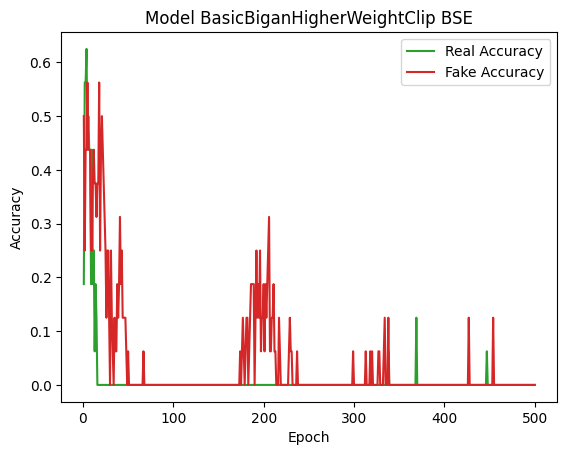 Model BasicBiganHigherWeightClip BSE
Real Accuracy
Fake Accuracy
Accuracy
0.6
0.5
0.4
0.3
0.2
0.1
0.0
0 100 200 300 400 500
Epoch